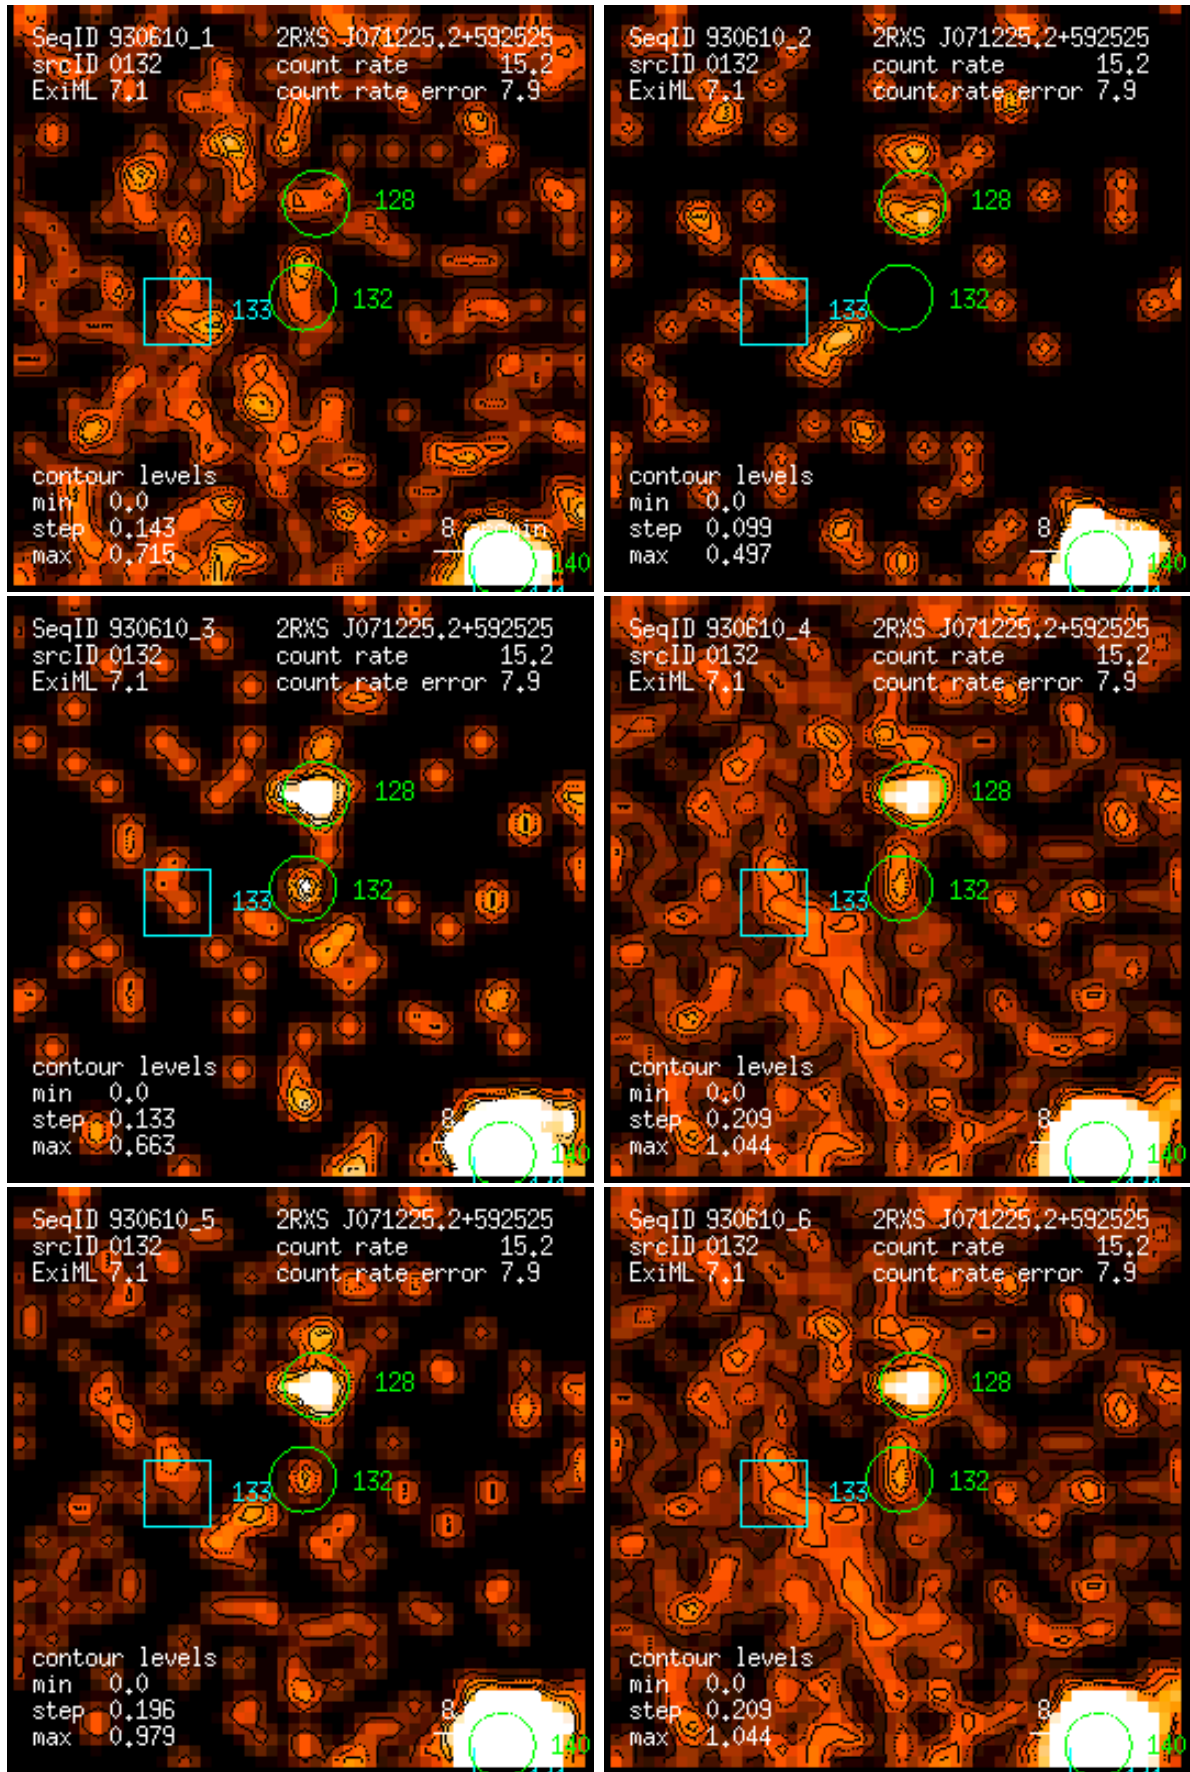 SeqID 930610_1 2RXS J071225.2+592525
srcID 0132 count rate 15.2
ExiML 7.1 count rate error 7.9
128
133 132
contour levels
min 0.0
step 0.143 8 arcmin
max 0.715
140
SeqID 930610_2 2RXS J071225.2+592525
srcID 0132 count rate 15.2
ExiML 7.1 count rate error 7.9
128
133 132
contour levels
min 0.0
step 0.099 8
max 0.497
140
SeqID 930610_3 2RXS J071225.2+592525
srcID 0132 count rate 15.2
ExiML 7.1 count rate error 7.9
128
133 132
contour levels
min 0.0
step 0.133 8
max 0.663
140
SeqID 930610_4 2RXS J071225.2+592525
srcID 0132 count rate 15.2
ExiML 7.1 count rate error 7.9
128
133 132
contour levels
min 0.0
step 0.209 8
max 1.044
140
SeqID 930610_5 2RXS J071225.2+592525
srcID 0132 count rate 15.2
ExiML 7.1 count rate error 7.9
128
133 132
contour levels
min 0.0
step 0.196 8
max 0.979
140
SeqID 930610_6 2RXS J071225.2+592525
srcID 0132 count rate 15.2
ExiML 7.1 count rate error 7.9
128
133 132
contour levels
min 0.0
step 0.209 8
max 1.044
140